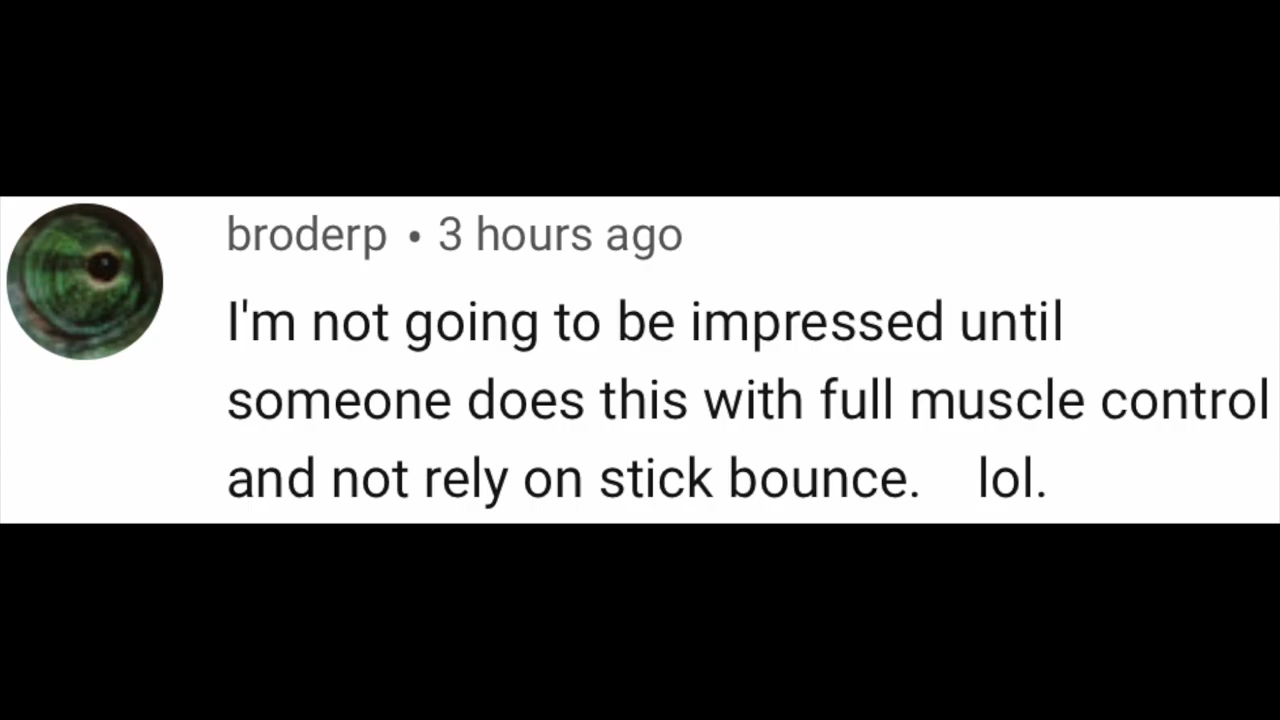 broderp • 3 hours ago
I'm not going to be impressed until
someone does this with full muscle control
and not rely on stick bounce.    lol.